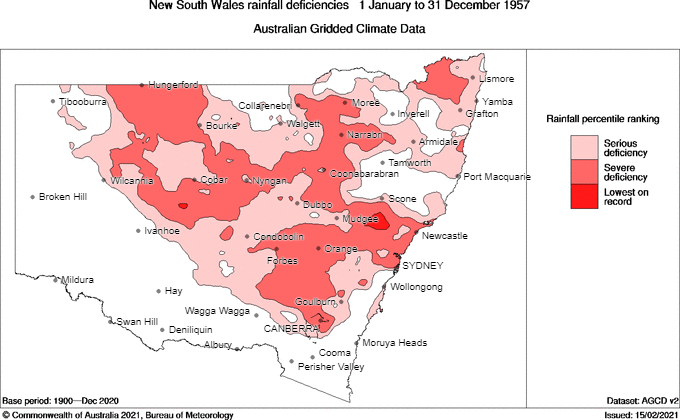 New South Wales rainfall deficiencies 1 January to 31 December 1957
Australian Gridded Climate Data
Hungerford
Lismore
Tibooburra
Collarenebri
Moree
Yamba
Inverell
Grafton
Bourke
Walgett
Narrabri
Armidale
Tamworth
Coonabarabran
Port Macquarie
Wilcannia
Cobar
Nyngan
Broken Hill
Scone
Dubbo
Mudgee
Ivanhoe
Condobolin
Newcastle
Orange
Forbes
SYDNEY
Mildura
Wollongong
Hay
Goulburn
Wagga Wagga
Swan Hill
Deniliquin
CANBERRA
Albury
Moruya Heads
Cooma
Perisher Valley
Rainfall percentile ranking
Serious
deficiency
Severe
deficiency
Lowest on
record
Base period: 1900—Dec 2020
Dataset: AGCD v2
© Commonwealth of Australia 2021, Bureau of Meteorology
Issued: 15/02/2021